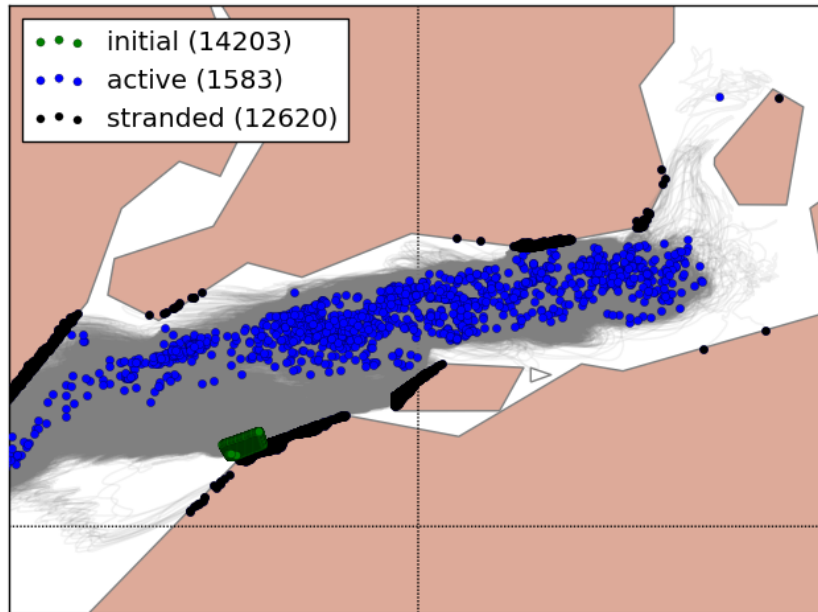 initial (14203)
active (1583)
stranded (12620)